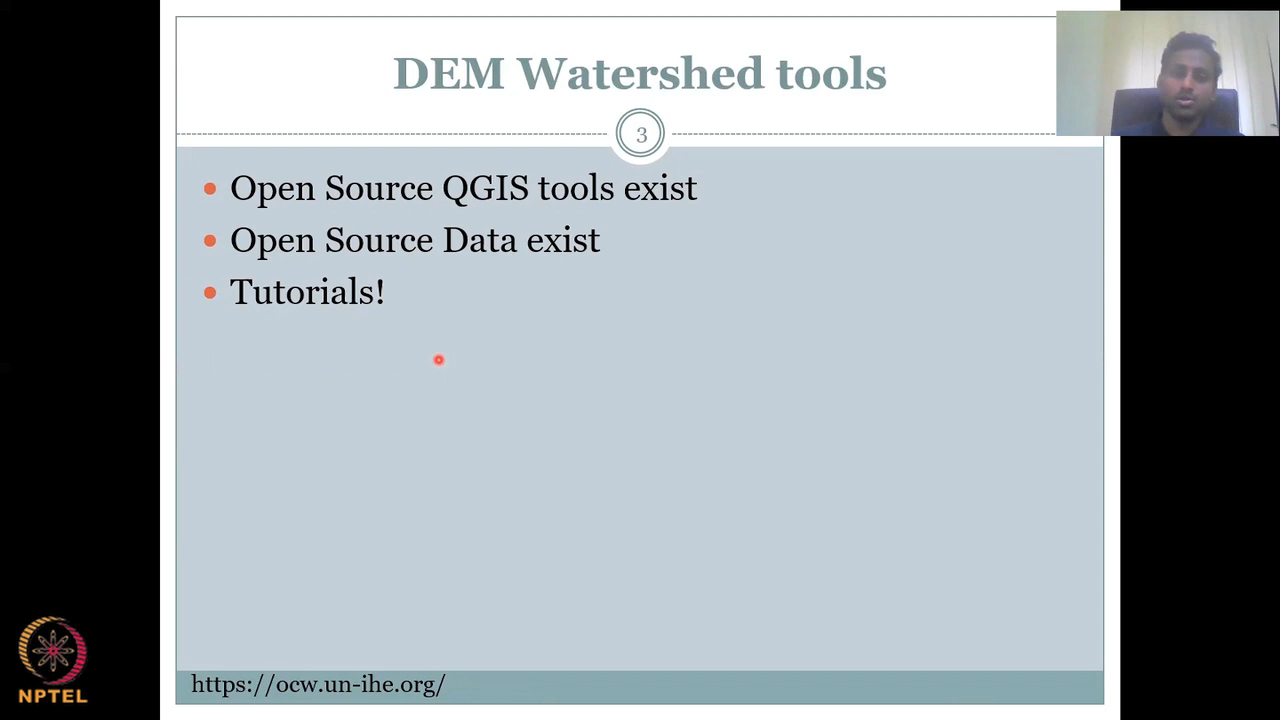 DEM Watershed tools
3
Open Source QGIS tools exist
Open Source Data exist
Tutorials!
https://ocw.un-ihe.org/
NPTEL